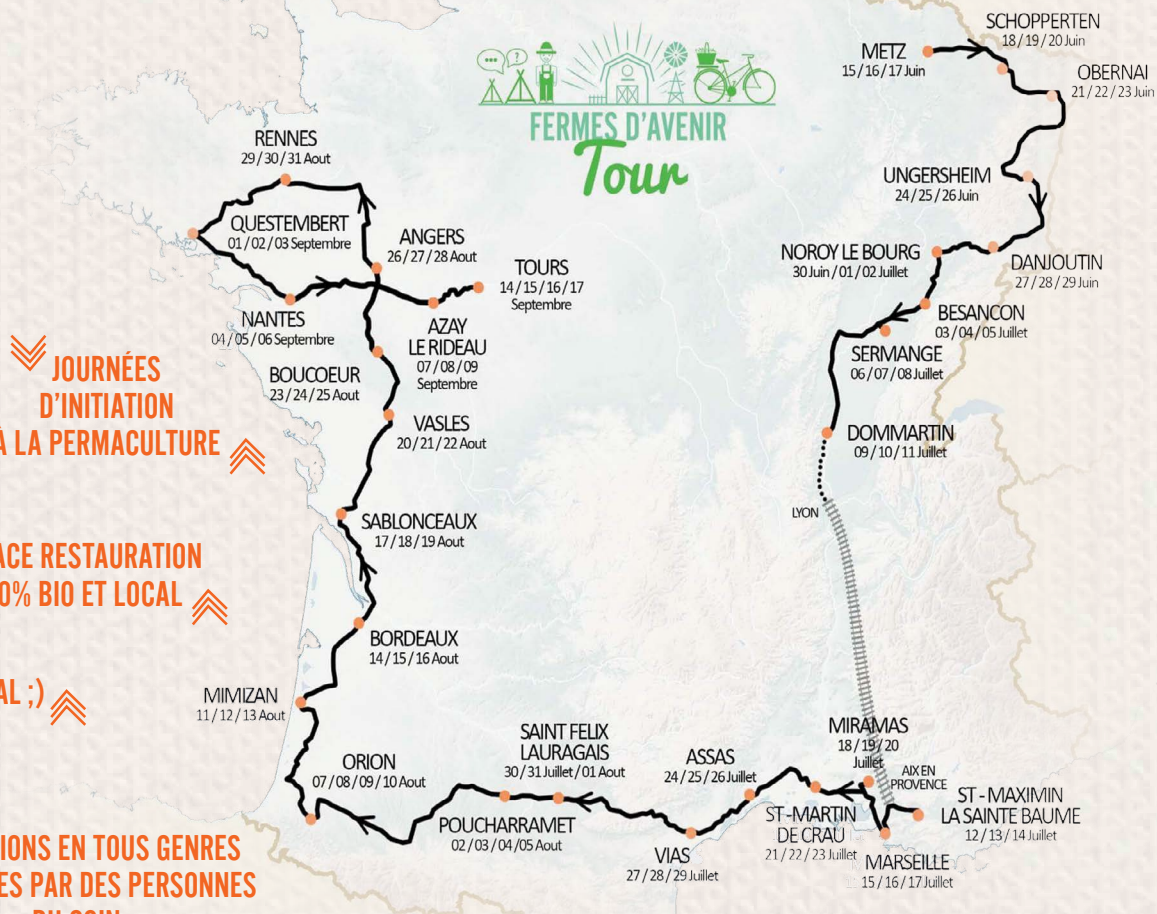 FERMES D'AVENIR
Tour
METZ
15/16/17 Juin
SCHOPPERTEN
18/19/20 Juin
OBERNAI
21/22/23 Juin
UNGERSHEIM
24/25/26 Juin
DANJOUTIN
27/28/29 Juin
NOROY LE BOURG
30 Juin/01/02 Juillet
BESANCON
03/04/05 Juillet
SERMANGE
06/07/08 Juillet
DOMMARTIN
09/10/11 Juillet
LYON
AIX EN
PROVENCE
ST - MAXIMIN
LA SAINTE BAUME
12/13/14 Juillet
MARSEILLE
15/16/17 Juillet
MIRAMAS
18/19/20
Juillet
ST - MARTIN
DE CRAU
21/22/23 Juillet
ASSAS
24/25/26 Juillet
VIAS
27/28/29 Juillet
SAINT FELIX
LAURAGAIS
30/31 Juillet/01 Aout
POUCHARRAMET
02/03/04/05 Aout
ORION
07/08/09/10 Aout
MIMIZAN
11/12/13 Aout
BORDEAUX
14/15/16 Aout
SABLONCEAUX
17/18/19 Aout
VASLES
20/21/22 Aout
BOUCOEUR
23/24/25 Aout
ANGERS
26/27/28 Aout
RENNES
29/30/31 Aout
QUESTEMBERT
01/02/03 Septembre
NANTES
04/05/06 Septembre
AZAY
LE RIDEAU
07/08/09
Septembre
TOURS
14/15/16/17
Septembre
JOURNÉES
D'INITIATION
À LA PERMACULTURE
ACE RESTAURATION
0% BIO ET LOCAL
AL ;)
IONS EN TOUS GENRES
ES PAR DES PERSONNES
DU COIN